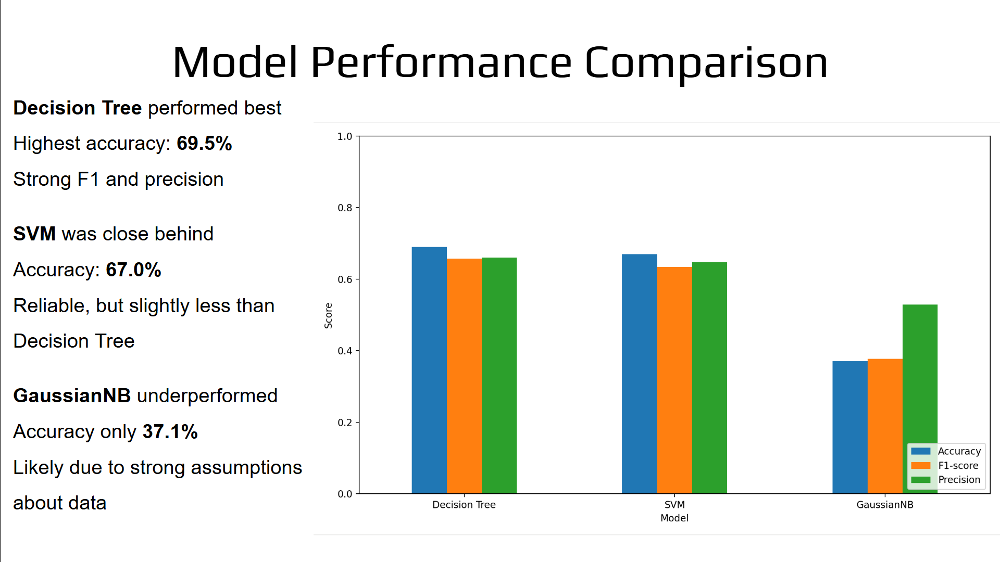 Model Performance Comparison
Decision Tree performed best
Highest accuracy: 69.5%
Strong F1 and precision
SVM was close behind
Accuracy: 67.0%
Reliable, but slightly less than
Decision Tree
GaussianNB underperformed
Accuracy only 37.1%
Likely due to strong assumptions
about data
1.0
0.8
0.6
0.4
0.2
0.0
Score
Decision Tree
SVM
GaussianNB
Model
Accuracy
F1-score
Precision